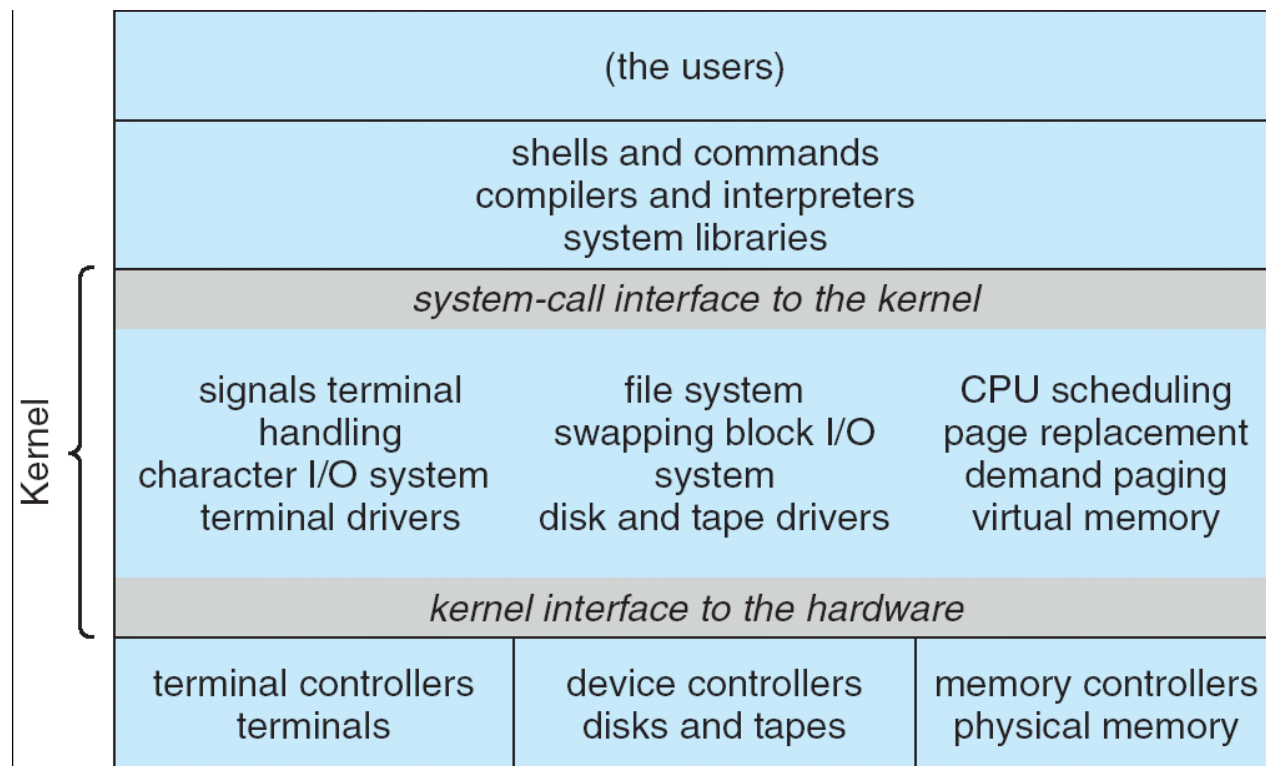 (the users)
shells and commands
compilers and interpreters
system libraries
system-call interface to the kernel
Kernel
signals terminal
handling
character I/O system
terminal drivers
file system
swapping block I/O
system
disk and tape drivers
CPU scheduling
page replacement
demand paging
virtual memory
kernel interface to the hardware
terminal controllers
terminals
device controllers
disks and tapes
memory controllers
physical memory